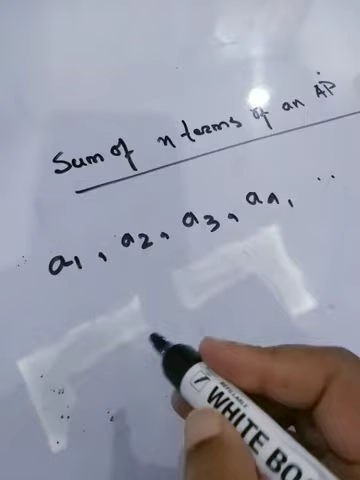 Sum of n terms of an AP
a1, a2, a3, a4, ..
WHITE BO